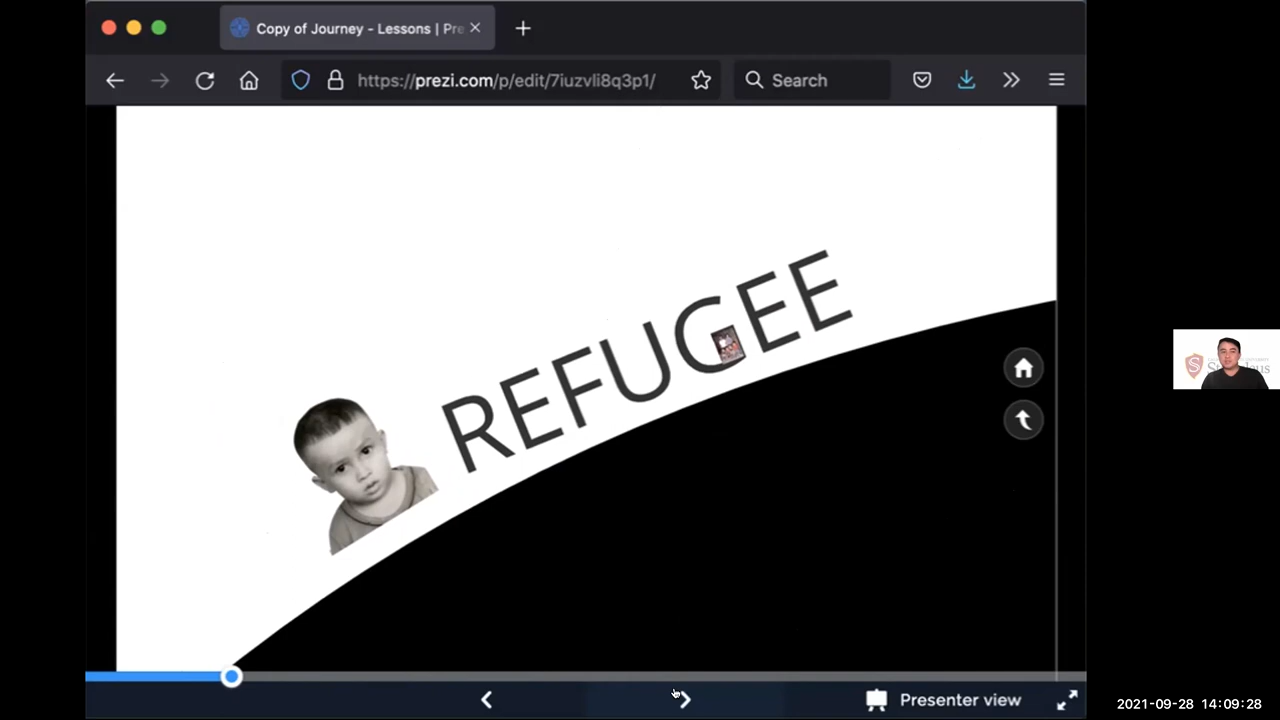 Copy of Journey - Lessons | Pre
https://prezi.com/p/edit/7iuzvli8q3p1/
Search
REFUGEE
Presenter view
2021-09-28 14:09:28